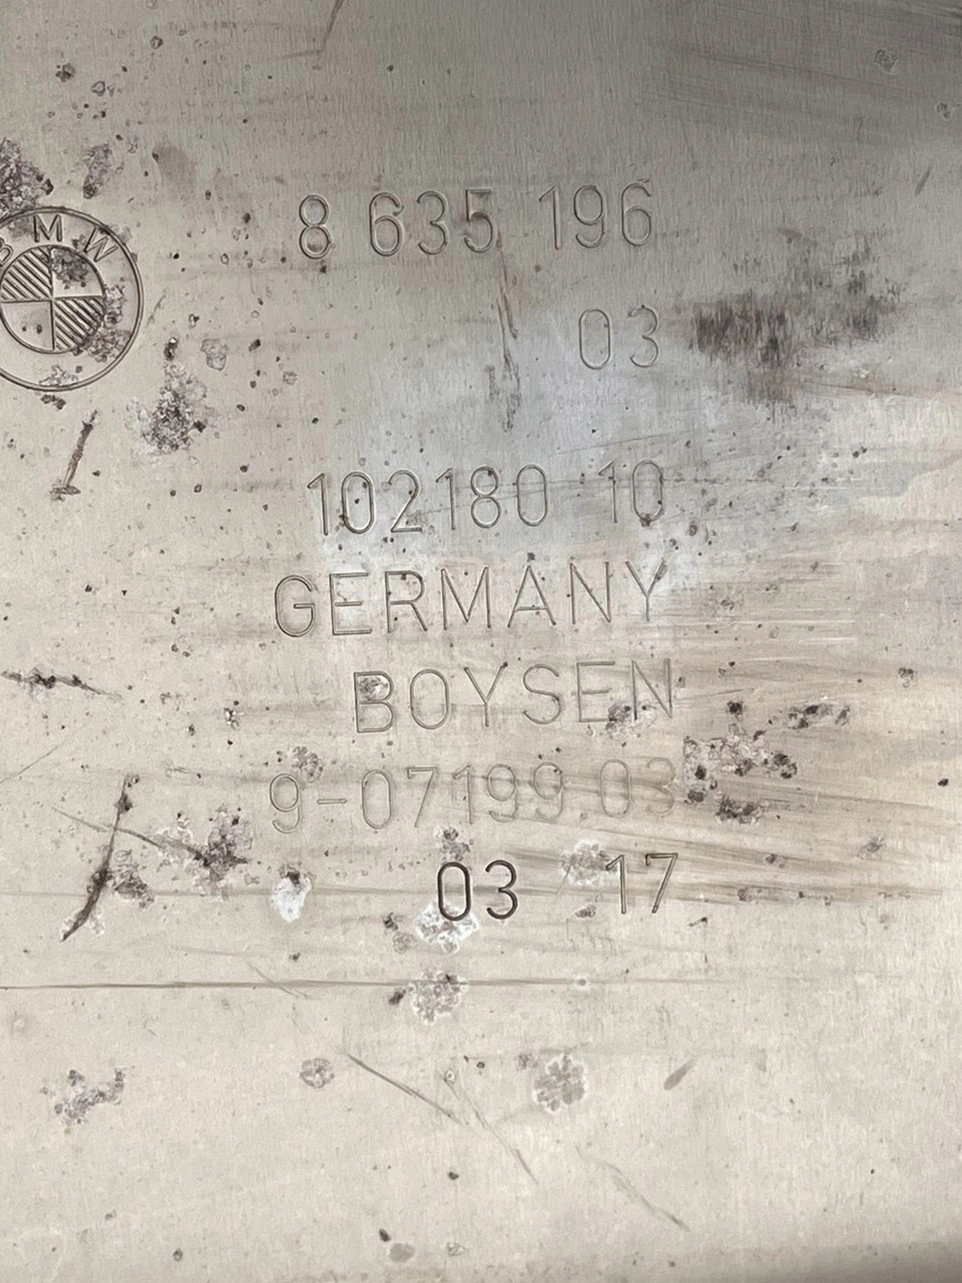 BMW
8 635 196
03
102180 10
GERMANY
BOYSEN
9-07199.03
03 17